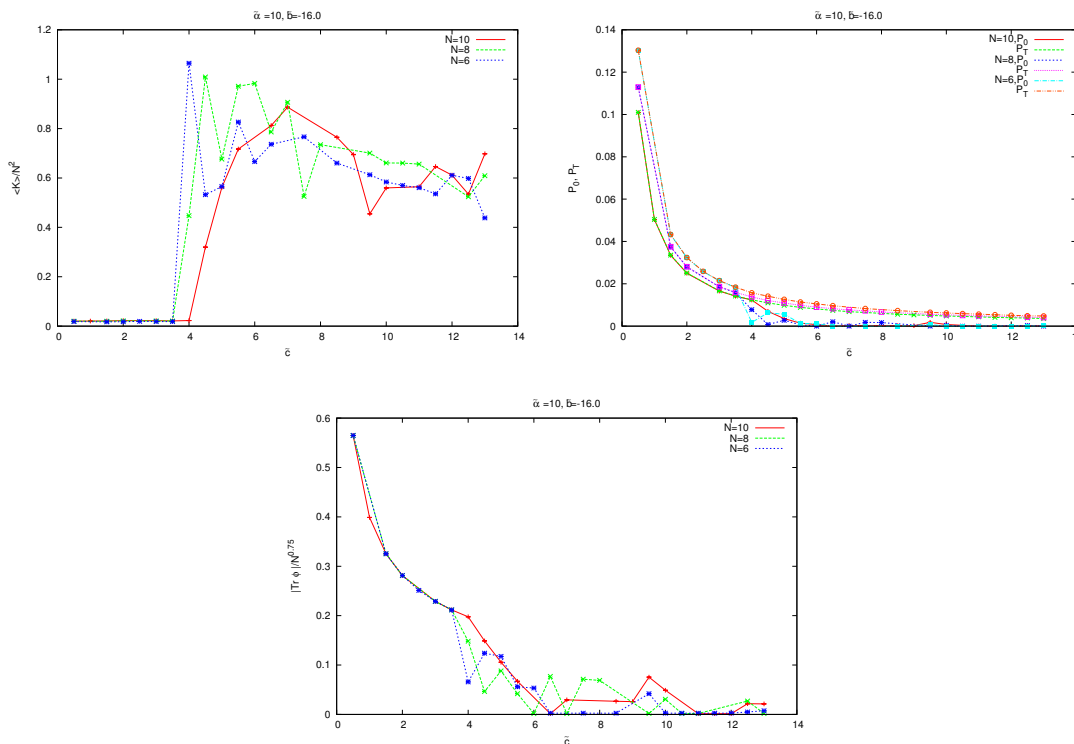 α̃ =10, b̃=-16.0
<K>/N²
1.2
1
0.8
0.6
0.4
0.2
0
0 2 4 6 8 10 12 14
c̃
N=10
N=8
N=6
α̃ =10, b̃=-16.0
P₀, P_T
0.14
0.12
0.1
0.08
0.06
0.04
0.02
0
0 2 4 6 8 10 12 14
c̃
N=10,P₀
P_T
N=8,P₀
P_T
N=6,P₀
P_T
α̃ =10, b̃=-16.0
|Tr ϕ |/N^0.75
0.6
0.5
0.4
0.3
0.2
0.1
0
0 2 4 6 8 10 12 14
c̃
N=10
N=8
N=6